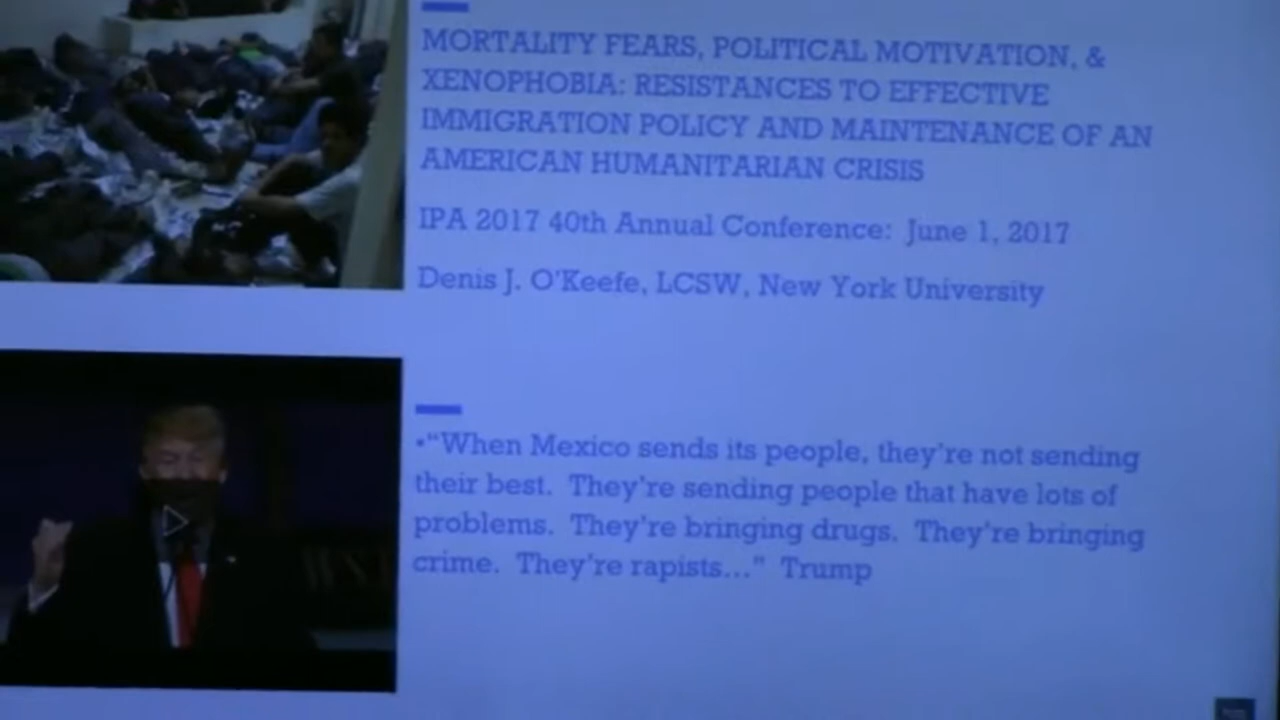 MORTALITY FEARS, POLITICAL MOTIVATION, &
XENOPHOBIA: RESISTANCES TO EFFECTIVE
IMMIGRATION POLICY AND MAINTENANCE OF AN
AMERICAN HUMANITARIAN CRISIS
IPA 2017 40th Annual Conference:  June 1, 2017
Denis J. O'Keefe, LCSW, New York University
•“When Mexico sends its people, they're not sending
their best.  They're sending people that have lots of
problems.  They're bringing drugs.  They're bringing
crime.  They're rapists...”  Trump